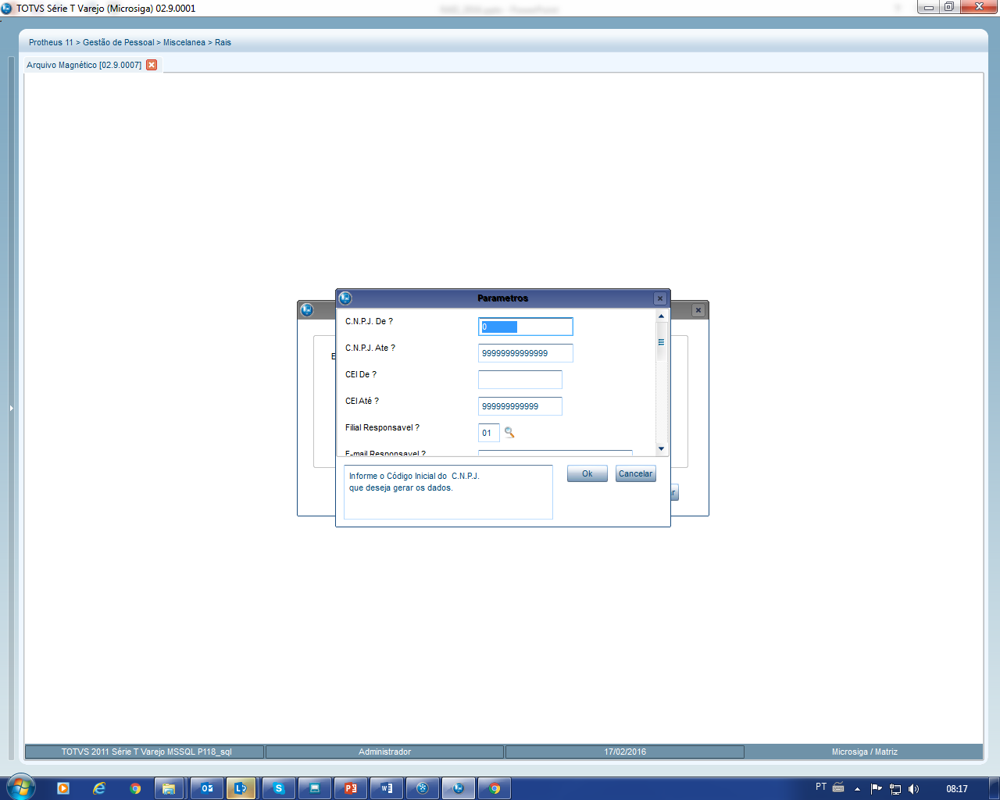 TOTVS Série T Varejo (Microsiga) 02.9.0001
Protheus 11 > Gestão de Pessoal > Miscelanea > Rais
Arquivo Magnético [02.9.0007]
Parametros
C.N.P.J. De ?
0
C.N.P.J. Ate ?
99999999999999
CEI De ?
CEI Até ?
999999999999
Filial Responsavel ?
01
E-mail Responsavel ?
Informe o Código Inicial do C.N.P.J.
que deseja gerar os dados.
Ok
Cancelar
TOTVS 2011 Série T Varejo MSSQL P118_sql
Administrador
17/02/2016
Microsiga / Matriz
PT
08:17